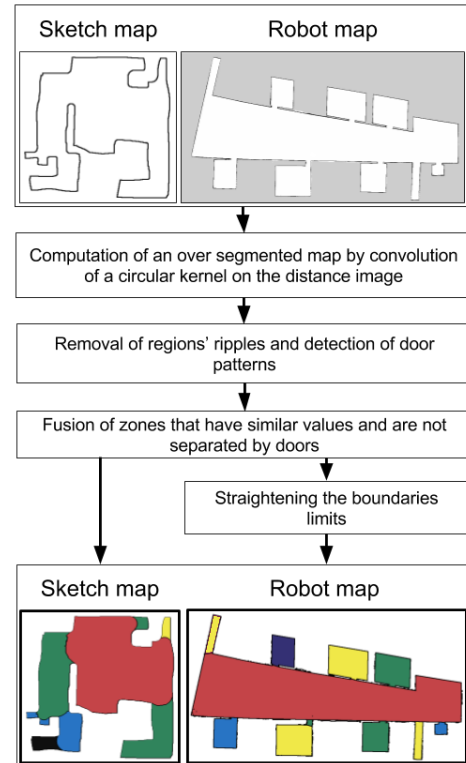 Sketch map Robot map
Computation of an over segmented map by convolution
of a circular kernel on the distance image
Removal of regions' ripples and detection of door
patterns
Fusion of zones that have similar values and are not
separated by doors
Straightening the boundaries
limits
Sketch map Robot map